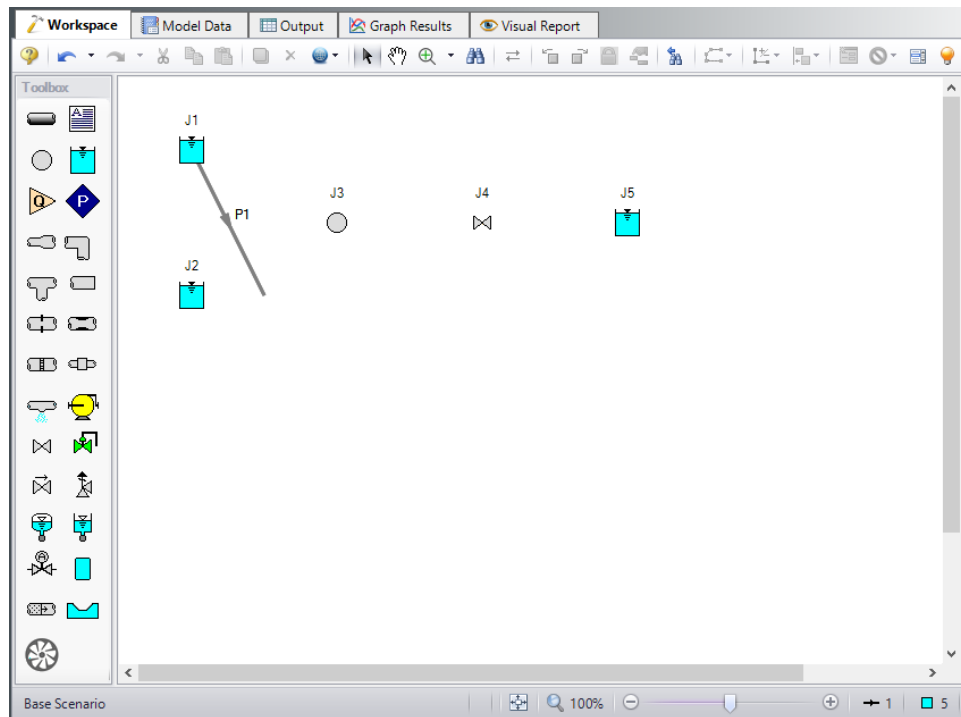 Workspace Model Data Output Graph Results Visual Report
Toolbox
A
Q P
J1
J3 J4 J5
P1
J2
A
Base Scenario 100% 1 5